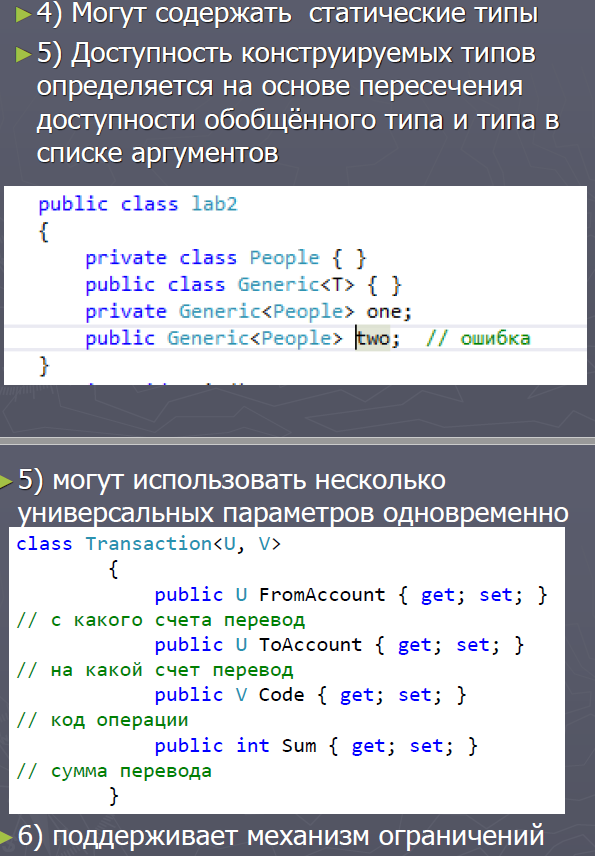 4) Могут содержать статические типы
5) Доступность конструируемых типов
определяется на основе пересечения
доступности обобщённого типа и типа в
списке аргументов
public class lab2
{
private class People { }
public class Generic<T> { }
private Generic<People> one;
public Generic<People> two; // ошибка
}
5) могут использовать несколько
универсальных параметров одновременно
class Transaction<U, V>
{
public U FromAccount { get; set; }
// с какого счета перевод
public U ToAccount { get; set; }
// на какой счет перевод
public V Code { get; set; }
// код операции
public int Sum { get; set; }
// сумма перевода
}
6) поддерживает механизм ограничений